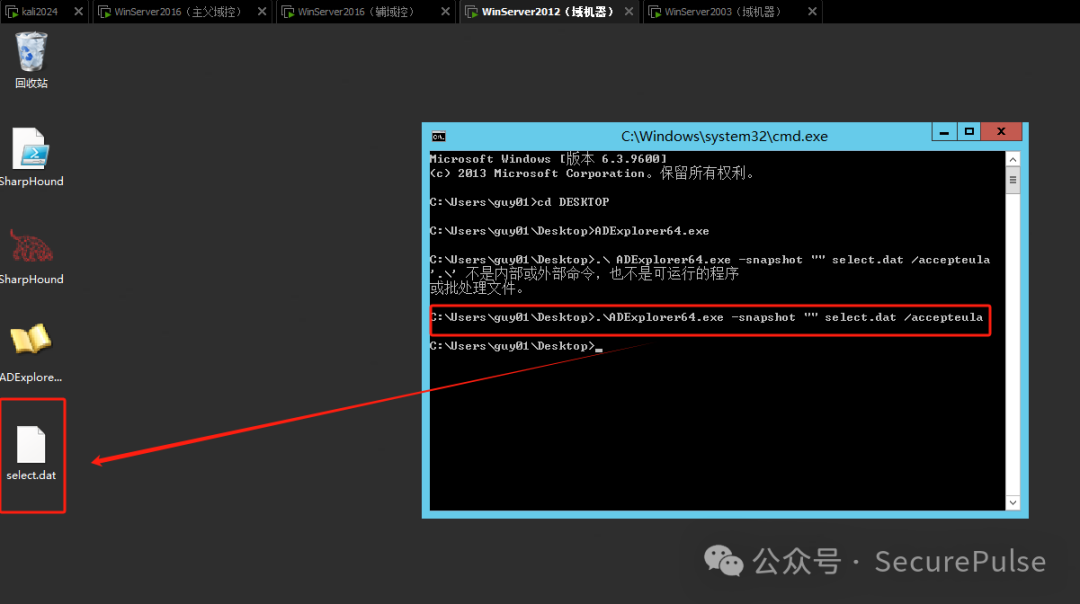 kali2024
WinServer2016（主父域控）
WinServer2016（辅域控）
WinServer2012（域机器）
WinServer2003（域机器）
回收站
SharpHound
SharpHound
ADExplore...
select.dat
C:\Windows\system32\cmd.exe
Microsoft Windows [版本 6.3.9600]
(c) 2013 Microsoft Corporation。保留所有权利。
C:\Users\guy01>cd DESKTOP
C:\Users\guy01\Desktop>ADExplorer64.exe
C:\Users\guy01\Desktop>.\ ADExplorer64.exe -snapshot "" select.dat /accepteula
'.\' 不是内部或外部命令，也不是可运行的程序
或批处理文件。
C:\Users\guy01\Desktop>.\ADExplorer64.exe -snapshot "" select.dat /accepteula
C:\Users\guy01\Desktop>
公众号 · SecurePulse